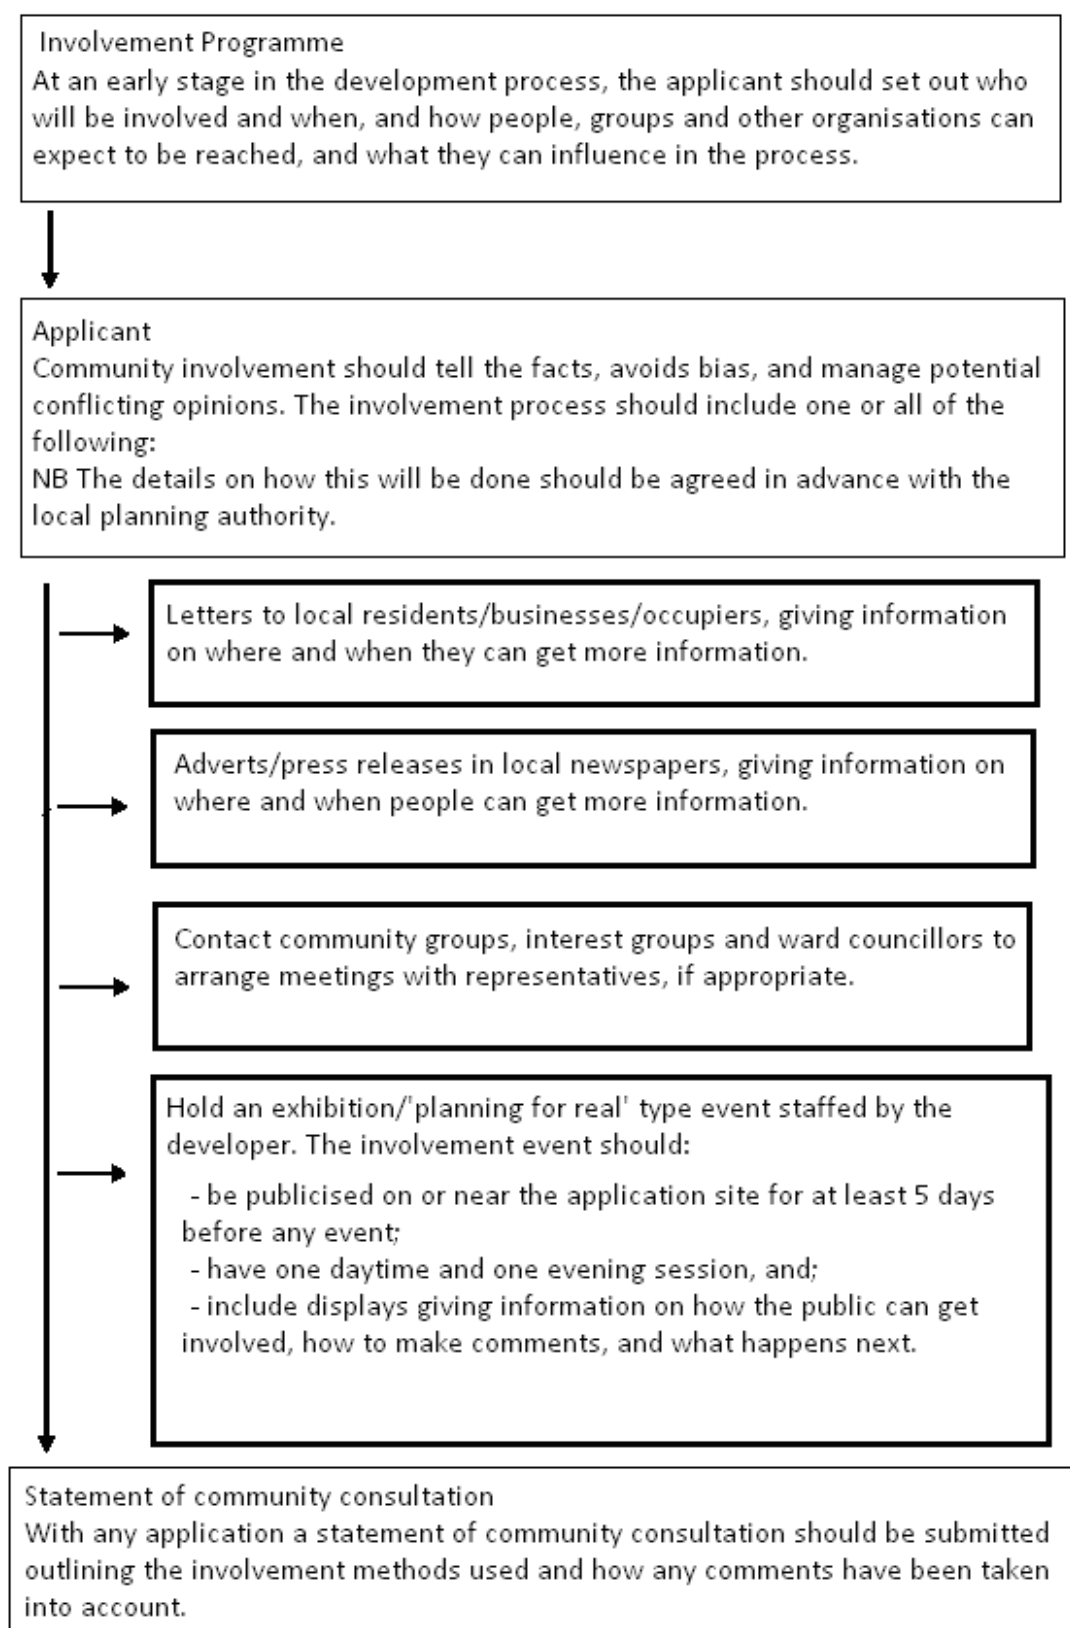 Involvement Programme
At an early stage in the development process, the applicant should set out who
will be involved and when, and how people, groups and other organisations can
expect to be reached, and what they can influence in the process.
Applicant
Community involvement should tell the facts, avoids bias, and manage potential
conflicting opinions. The involvement process should include one or all of the
following:
NB The details on how this will be done should be agreed in advance with the
local planning authority.
Letters to local residents/businesses/occupiers, giving information
on where and when they can get more information.
Adverts/press releases in local newspapers, giving information on
where and when people can get more information.
Contact community groups, interest groups and ward councillors to
arrange meetings with representatives, if appropriate.
Hold an exhibition/'planning for real' type event staffed by the
developer. The involvement event should:
- be publicised on or near the application site for at least 5 days
before any event;
- have one daytime and one evening session, and;
- include displays giving information on how the public can get
involved, how to make comments, and what happens next.
Statement of community consultation
With any application a statement of community consultation should be submitted
outlining the involvement methods used and how any comments have been taken
into account.